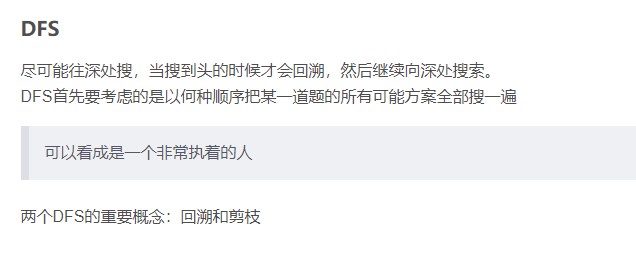 DFS
尽可能往深处搜，当搜到头的时候才会回溯，然后继续向深处搜索。
DFS首先要考虑的是以何种顺序把某一道题的所有可能方案全部搜一遍
可以看成是一个非常执着的人
两个DFS的重要概念：回溯和剪枝